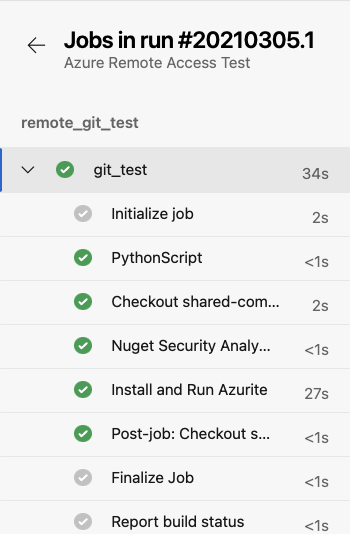 Jobs in run #20210305.1
Azure Remote Access Test
remote_git_test
git_test 34s
Initialize job 2s
PythonScript <1s
Checkout shared-com... 2s
Nuget Security Analy... <1s
Install and Run Azurite 27s
Post-job: Checkout s... <1s
Finalize Job <1s
Report build status <1s